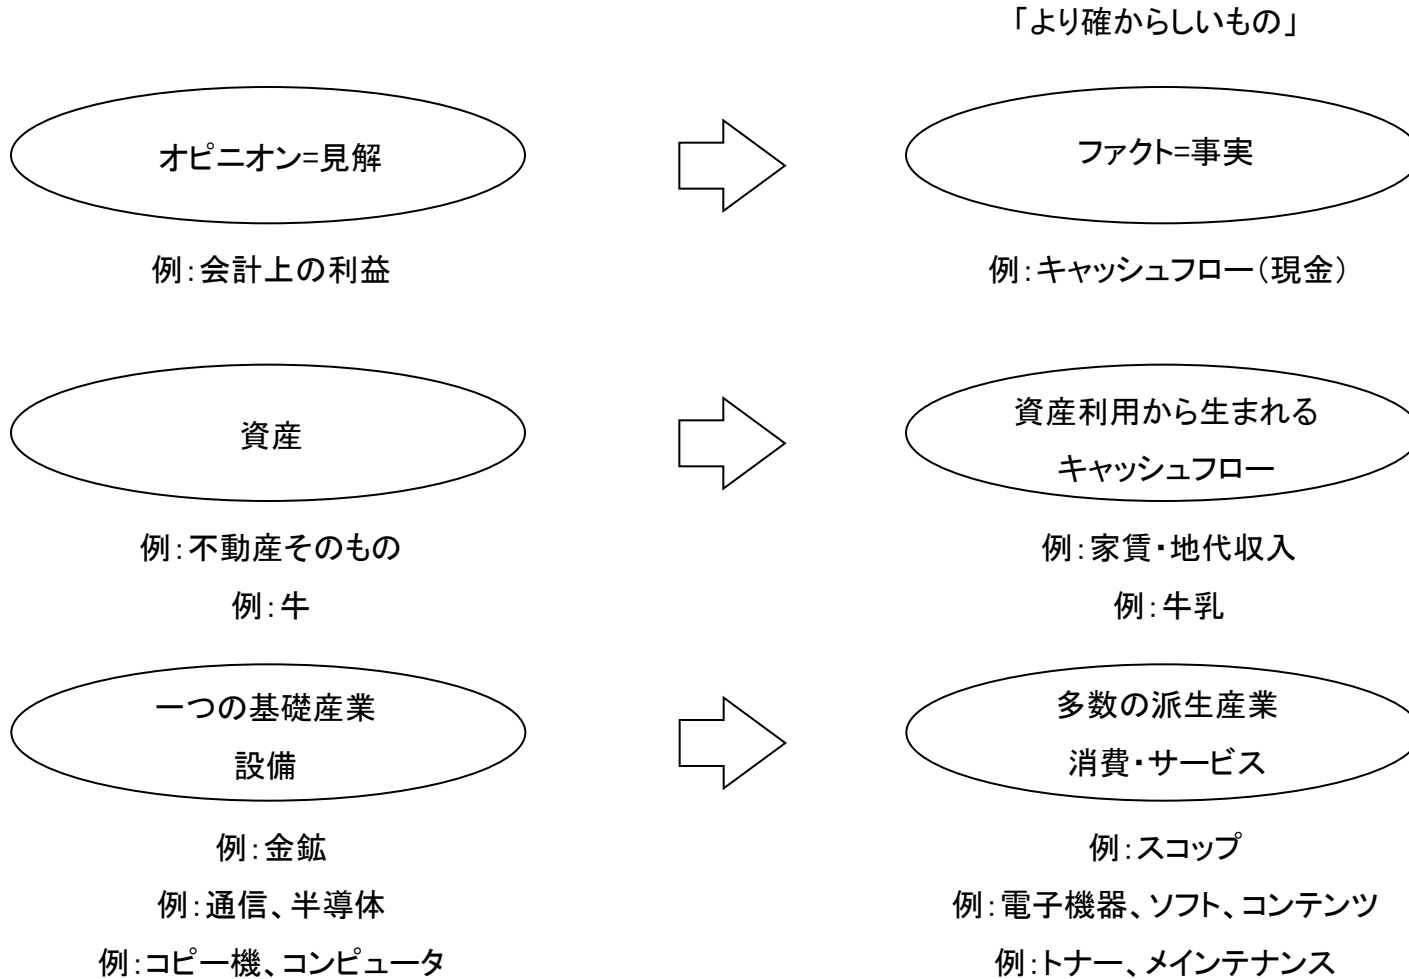 「より確からしいもの」
オピニオン=見解
ファクト=事実
例:会計上の利益
例:キャッシュフロー(現金)
資産
資産利用から生まれる
キャッシュフロー
例:不動産そのもの
例:牛
例:家賃・地代収入
例:牛乳
一つの基礎産業
設備
多数の派生産業
消費・サービス
例:金鉱
例:通信、半導体
例:コピー機、コンピュータ
例:スコップ
例:電子機器、ソフト、コンテンツ
例:トナー、メインテナンス